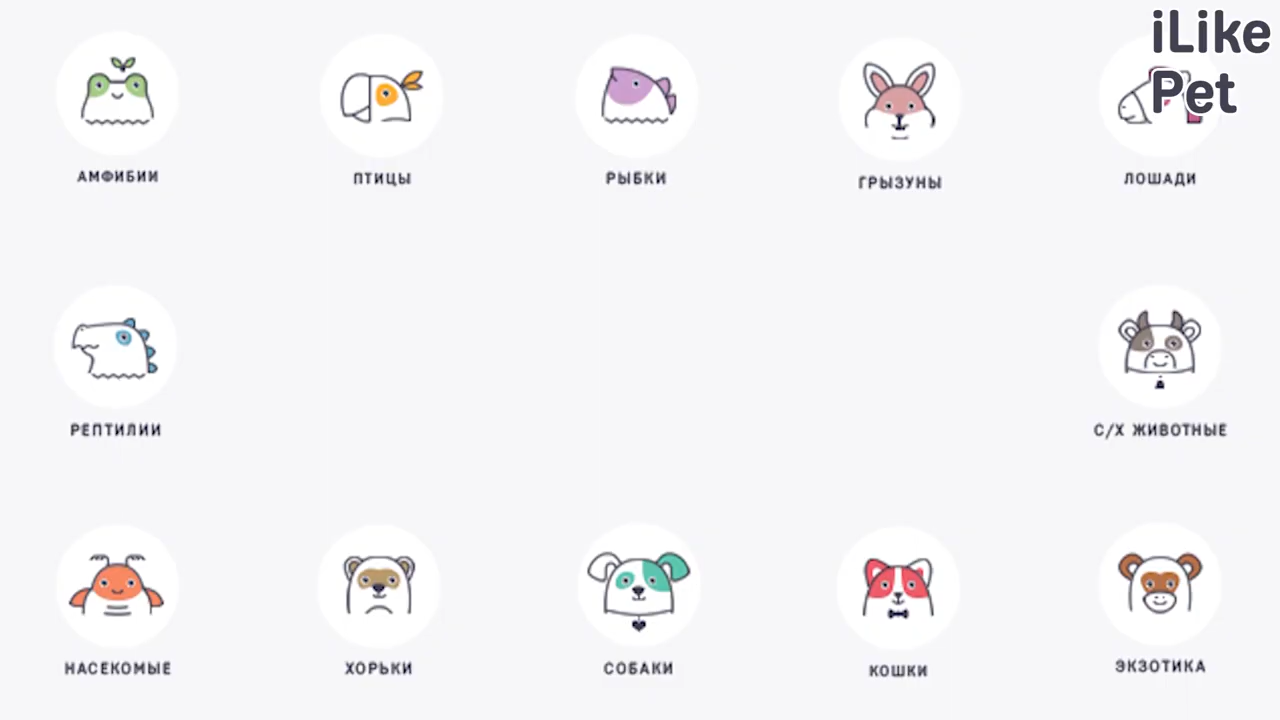 iLike
Pet
АМФИБИИ
ПТИЦЫ
РЫБКИ
ГРЫЗУНЫ
ЛОШАДИ
РЕПТИЛИИ
С/Х ЖИВОТНЫЕ
НАСЕКОМЫЕ
ХОРЬКИ
СОБАКИ
КОШКИ
ЭКЗОТИКА